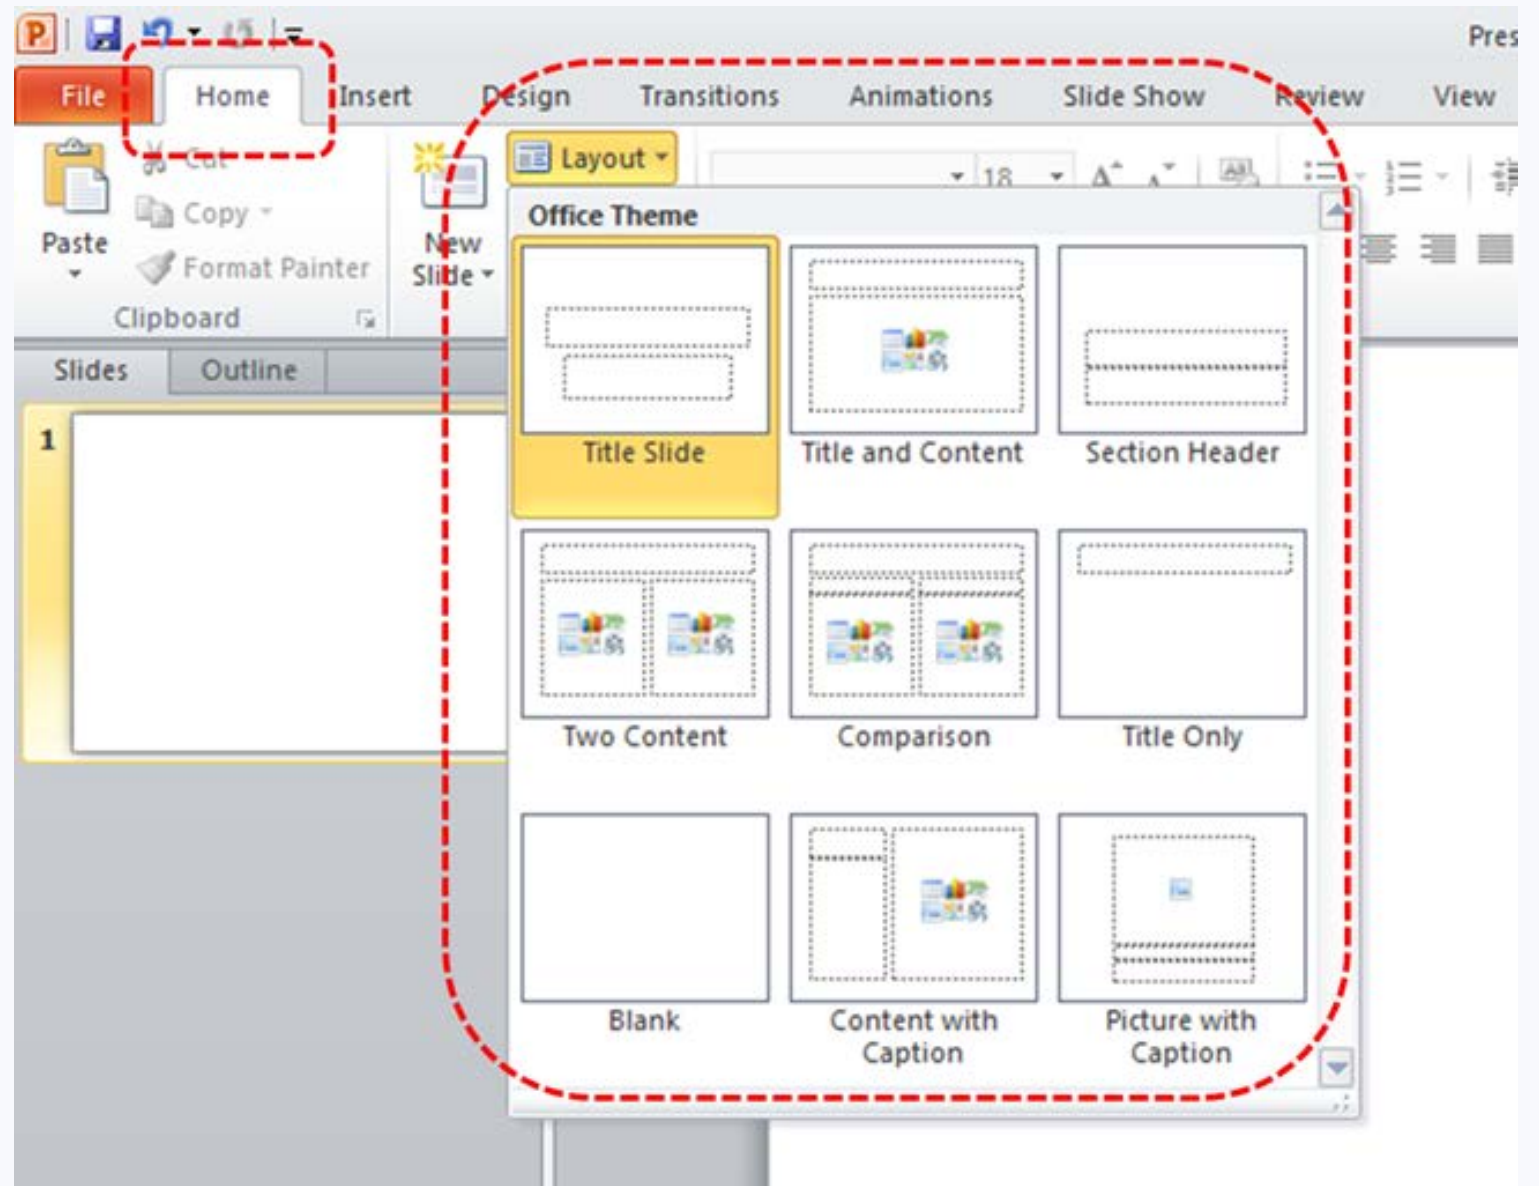 P
Pres
File Home Insert Design Transitions Animations Slide Show Review View
Paste
Cut
Copy
Format Painter
Clipboard
New
Slide
Layout
18
Slides Outline
1
Office Theme
Title Slide Title and Content Section Header
Two Content Comparison Title Only
Blank Content with Caption Picture with Caption